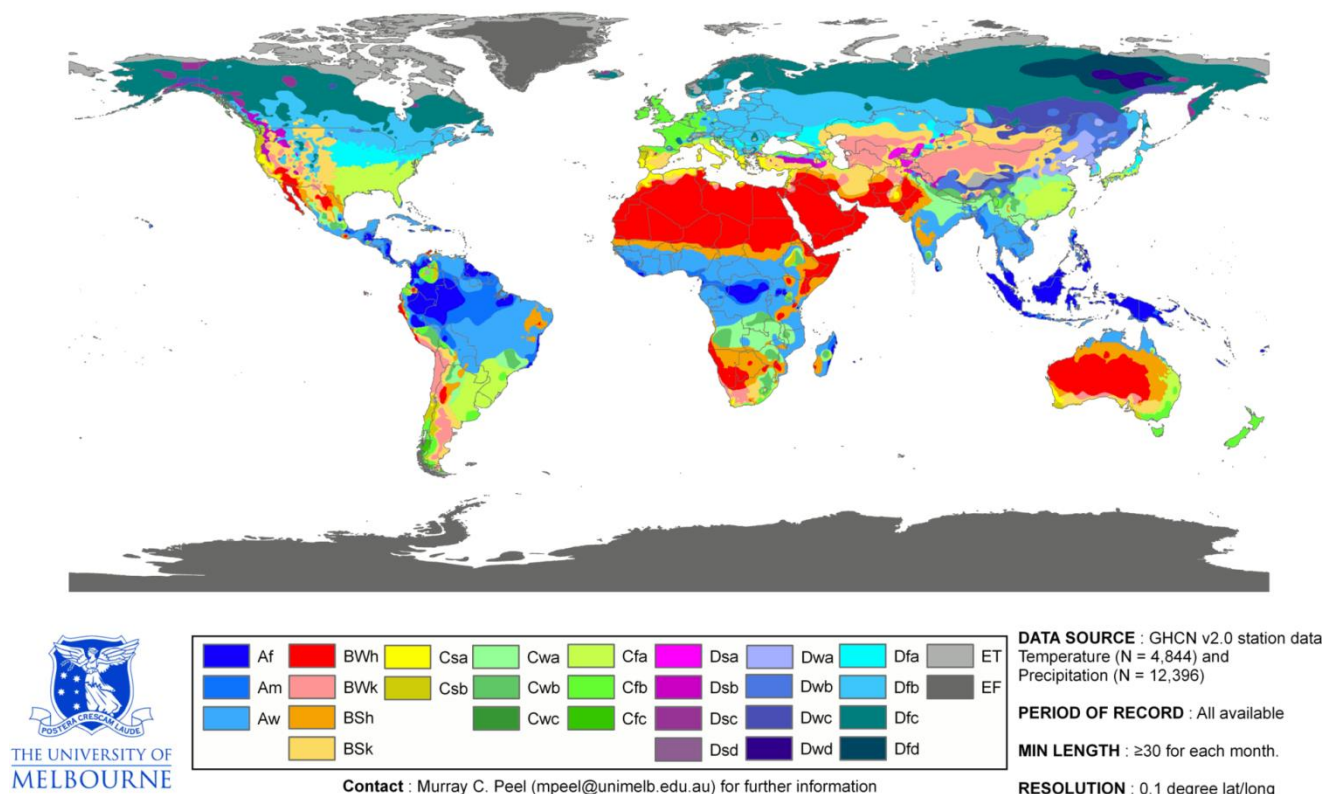 Af
Am
Aw
BWh
BWk
BSh
BSk
Csa
Csb
Cwa
Cwb
Cwc
Cfa
Cfb
Cfc
Dsa
Dsb
Dsc
Dsd
Dwa
Dwb
Dwc
Dwd
Dfa
Dfb
Dfc
Dfd
ET
EF
POSTERA CRESCAM LAUDE
THE UNIVERSITY OF
MELBOURNE
Contact : Murray C. Peel (mpeel@unimelb.edu.au) for further information
DATA SOURCE : GHCN v2.0 station data
Temperature (N = 4,844) and
Precipitation (N = 12,396)
PERIOD OF RECORD : All available
MIN LENGTH : ≥30 for each month.
RESOLUTION : 0.1 degree lat/long